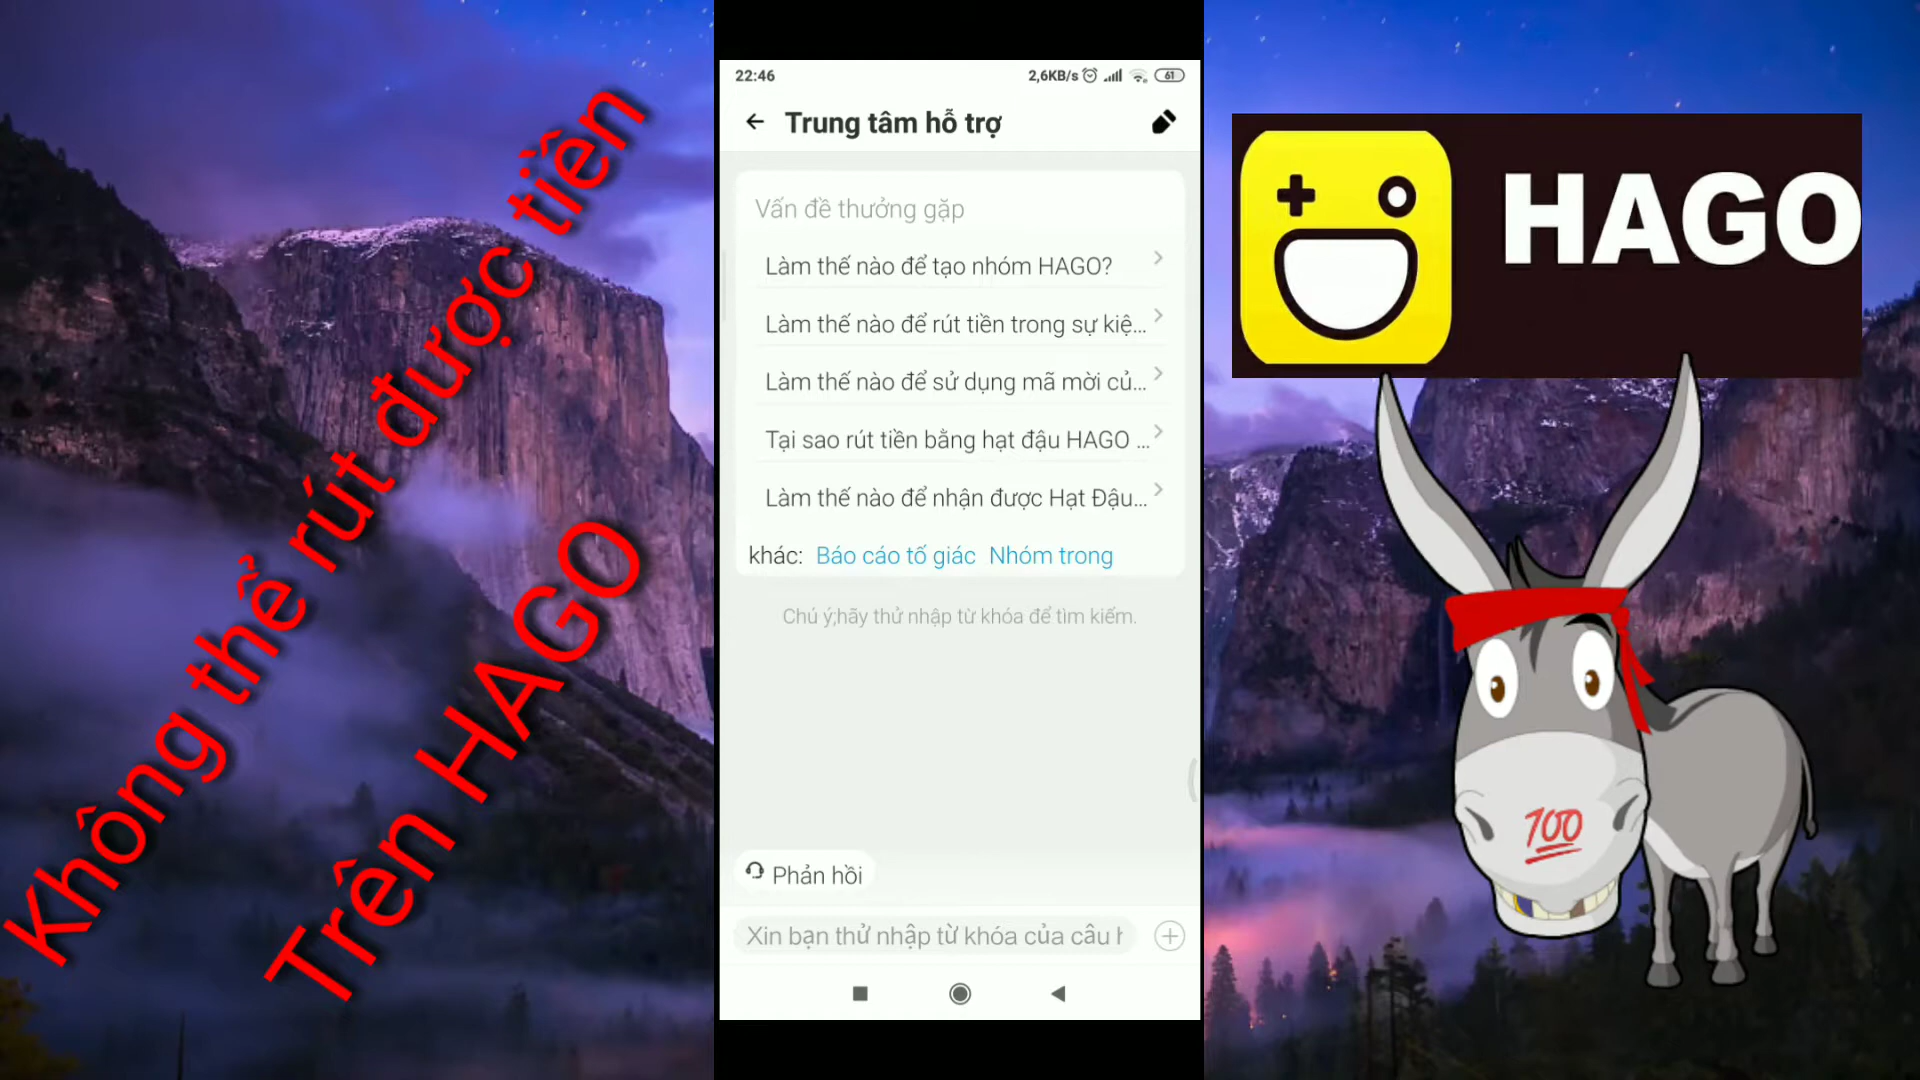 Không thể rút được tiền
Trên HAGO
22:46
2,6KB/s
61
Trung tâm hỗ trợ
Vấn đề thưởng gặp
Làm thế nào để tạo nhóm HAGO?
Làm thế nào để rút tiền trong sự kiệ...
Làm thế nào để sử dụng mã mời củ...
Tại sao rút tiền bằng hạt đậu HAGO ...
Làm thế nào để nhận được Hạt Đậu...
khác: Báo cáo tố giác Nhóm trong
Chú ý;hãy thử nhập từ khóa để tìm kiếm.
Phản hồi
Xin bạn thử nhập từ khóa của câu h
HAGO
100